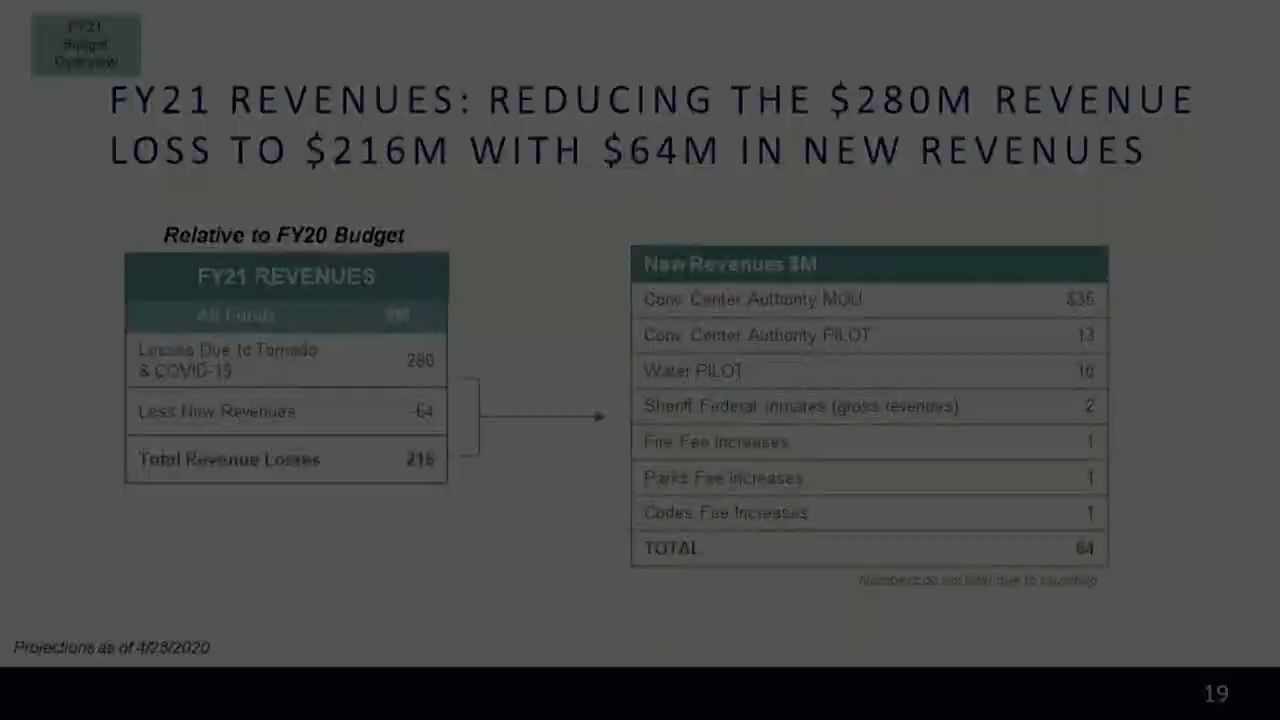 FY21
Budget
Overview
FY21 REVENUES: REDUCING THE $280M REVENUE
LOSS TO $216M WITH $64M IN NEW REVENUES
Relative to FY20 Budget
FY21 REVENUES
All Funds $M
Losses Due to Tornado
& COVID-19 280
Less New Revenues -64
Total Revenue Losses 216
New Revenues $M
Conv. Center Authority MOU $35
Conv. Center Authority PILOT 13
Water PILOT 10
Sheriff Federal Inmates (gross revenues) 2
Fire Fee Increases 1
Parks Fee Increases 1
Codes Fee Increases 1
TOTAL 64
Numbers do not total due to rounding
Projections as of 4/28/2020
19